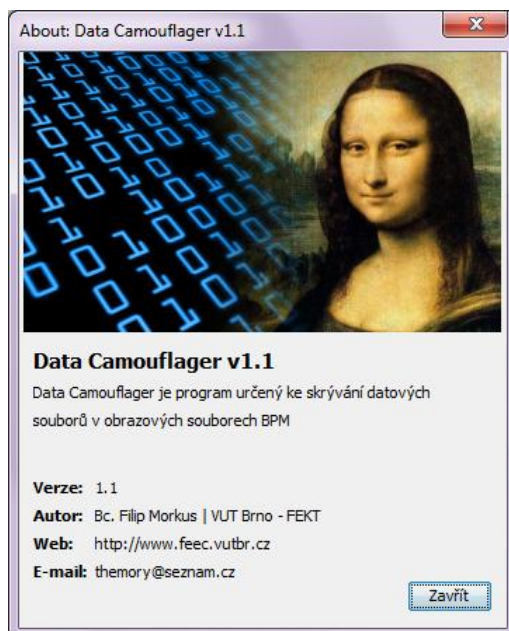 About: Data Camouflager v1.1
Data Camouflager v1.1
Data Camouflager je program určený ke skrývání datových
souborů v obrazových souborech BPM
Verze: 1.1
Autor: Bc. Filip Morkus | VUT Brno - FEKT
Web: http://www.feec.vutbr.cz
E-mail: themory@seznam.cz
Zavřít